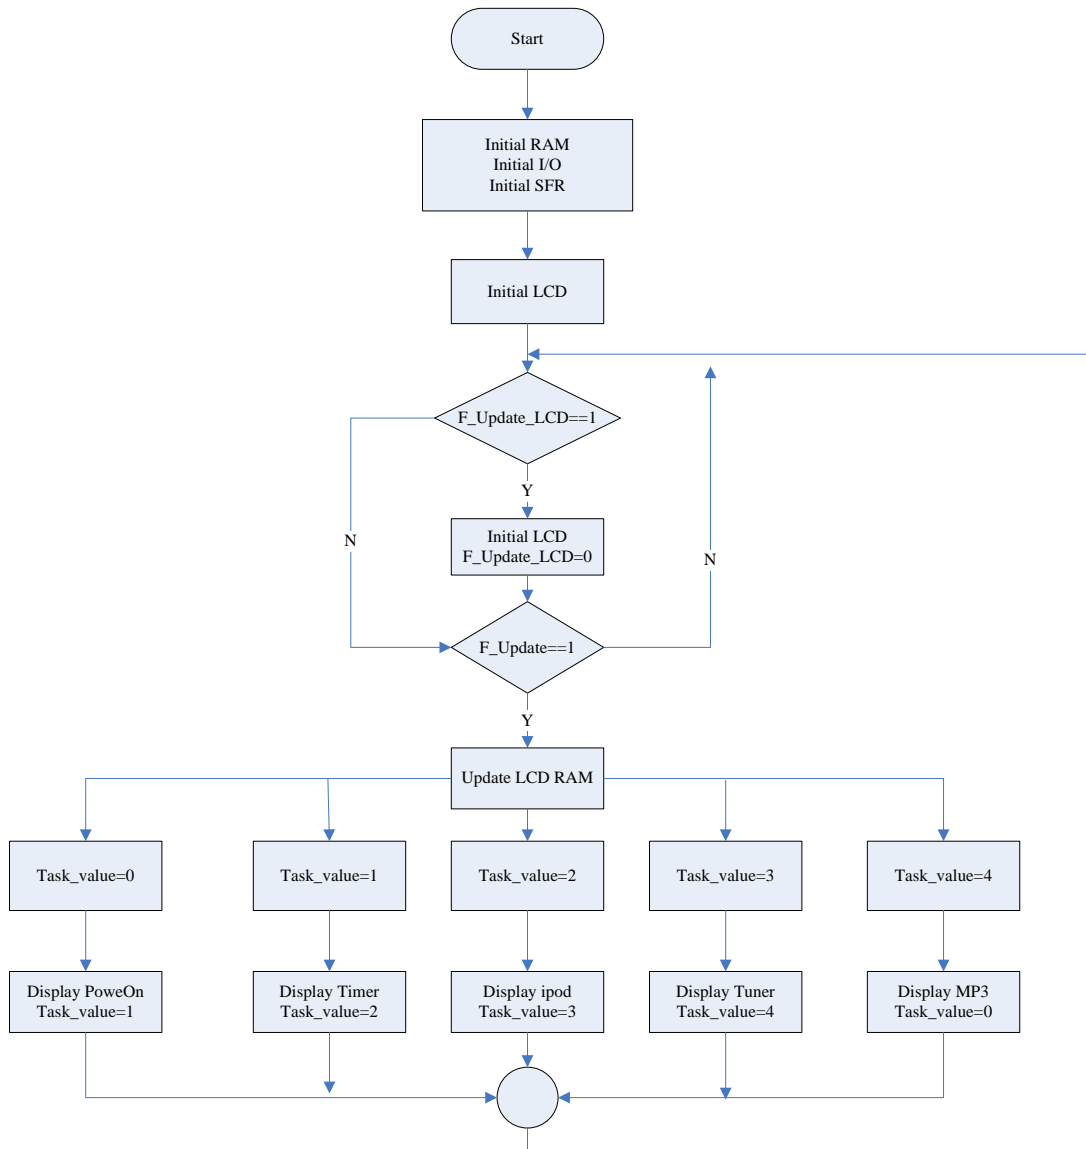 Start
Initial RAM
Initial I/O
Initial SFR
Initial LCD
F_Update_LCD==1
Y
N
Initial LCD
F_Update_LCD=0
N
F_Update==1
Y
Update LCD RAM
Task_value=0
Task_value=1
Task_value=2
Task_value=3
Task_value=4
Display PoweOn
Task_value=1
Display Timer
Task_value=2
Display ipod
Task_value=3
Display Tuner
Task_value=4
Display MP3
Task_value=0